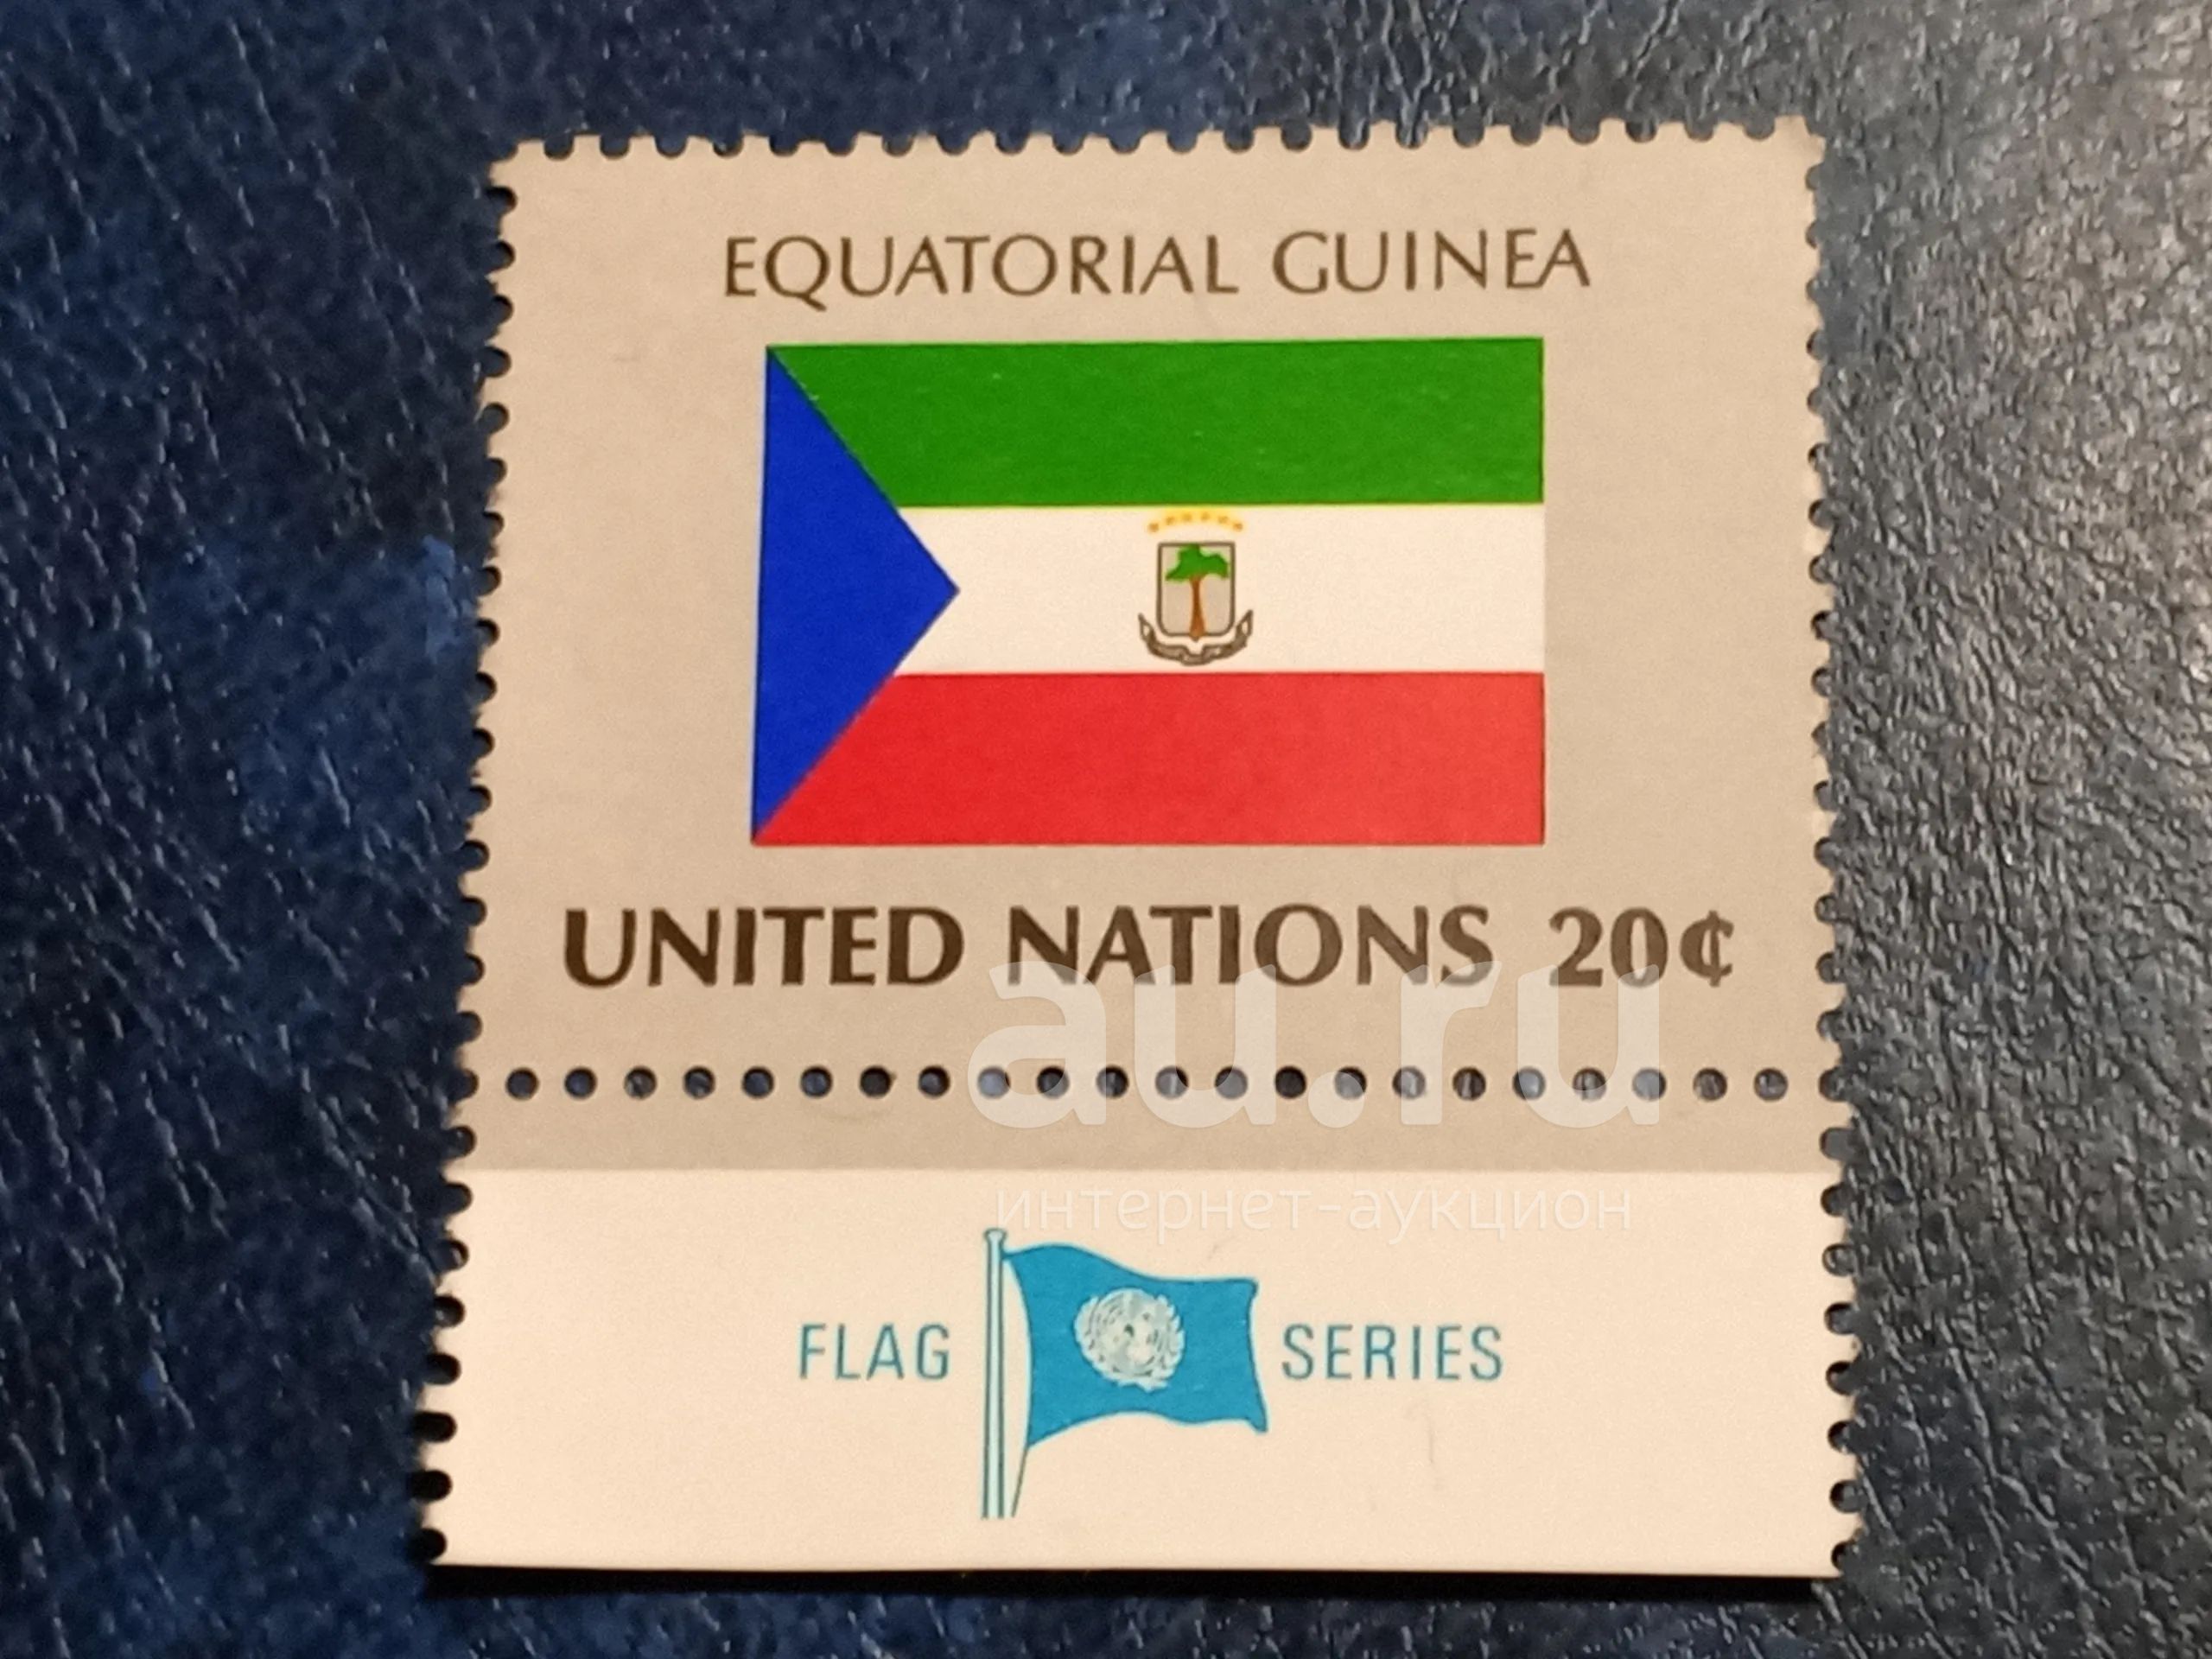 EQUATORIAL GUINEA
UNITED NATIONS 20¢
au.ru
интернет-аукцион
FLAG SERIES